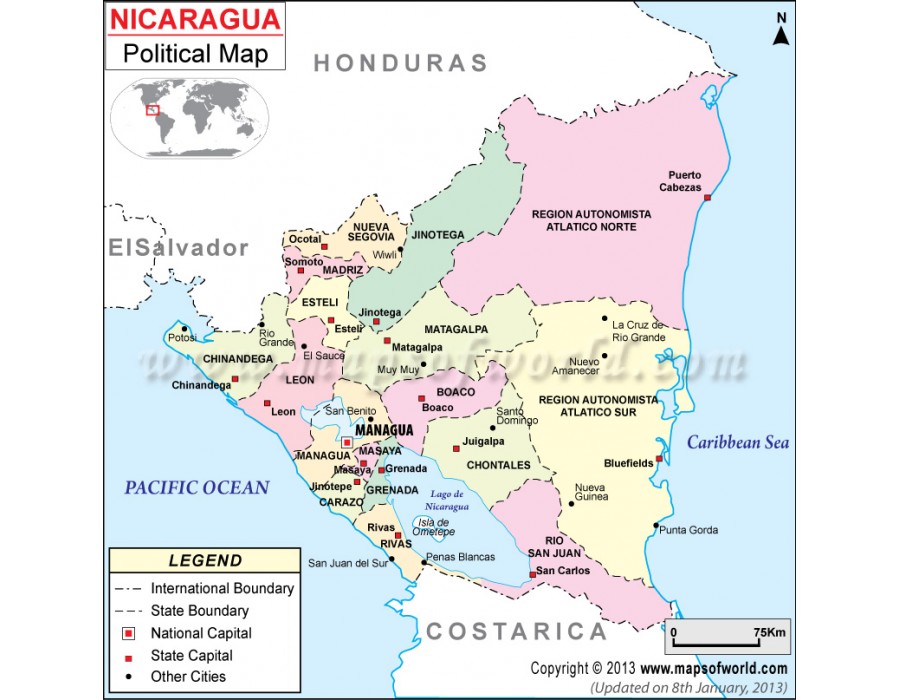 NICARAGUA
Political Map
N
HONDURAS
ElSalvador
Puerto
Cabezas
REGION AUTONOMISTA
ATLATICO NORTE
NUEVA
SEGOVIA
JINOTEGA
Ocotal
Wiwli
Somoto
MADRIZ
ESTELI
Jinotega
Esteli
MATAGALPA
Matagalpa
La Cruz de
Rio Grande
Potosi
Rio
Grande
El Sauce
CHINANDEGA
Muy Muy
Nuevo
Amanecer
www.mapsofworld.com
Chinandega
LEON
BOACO
Boaco
REGION AUTONOMISTA
ATLATICO SUR
Leon
San Benito
Santo
Domingo
MANAGUA
Juigalpa
Caribbean Sea
MANAGUA
MASAYA
Masaya
Grenada
CHONTALES
Bluefields
PACIFIC OCEAN
Jinotepe
GRENADA
CARAZO
Lago de
Nicaragua
Nueva
Guinea
Rivas
Isla de
Ometepe
RIVAS
Punta Gorda
RIO
SAN JUAN
San Juan del Sur
Penas Blancas
San Carlos
COSTARICA
LEGEND
International Boundary
State Boundary
National Capital
State Capital
Other Cities
0 75Km
Copyright © 2013 www.mapsofworld.com
(Updated on 8th January, 2013)